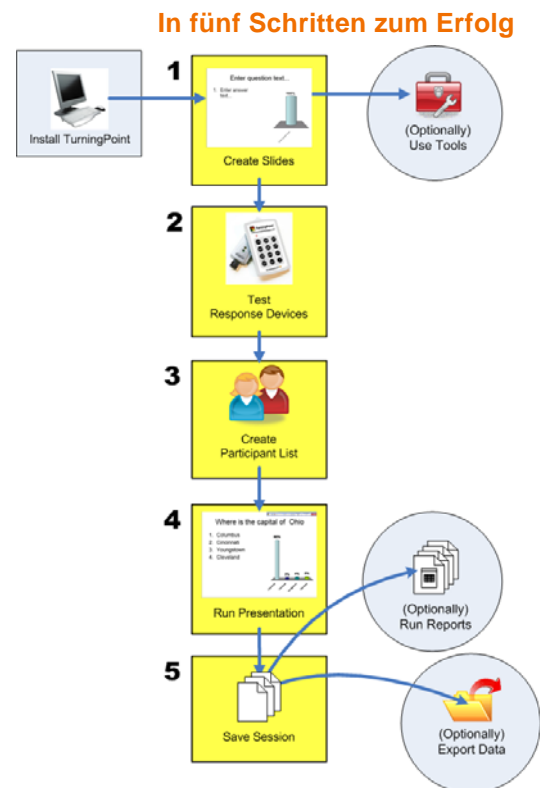 In fünf Schritten zum Erfolg
1
Enter question text...
1. Enter answer
text...
Install TurningPoint
Create Slides
(Optionally)
Use Tools
2
Test
Response Devices
3
Create
Participant List
4
Where is the capital of Ohio
1. Columbus
2. Cincinnati
3. Youngstown
4. Cleveland
Run Presentation
(Optionally)
Run Reports
5
Save Session
(Optionally)
Export Data